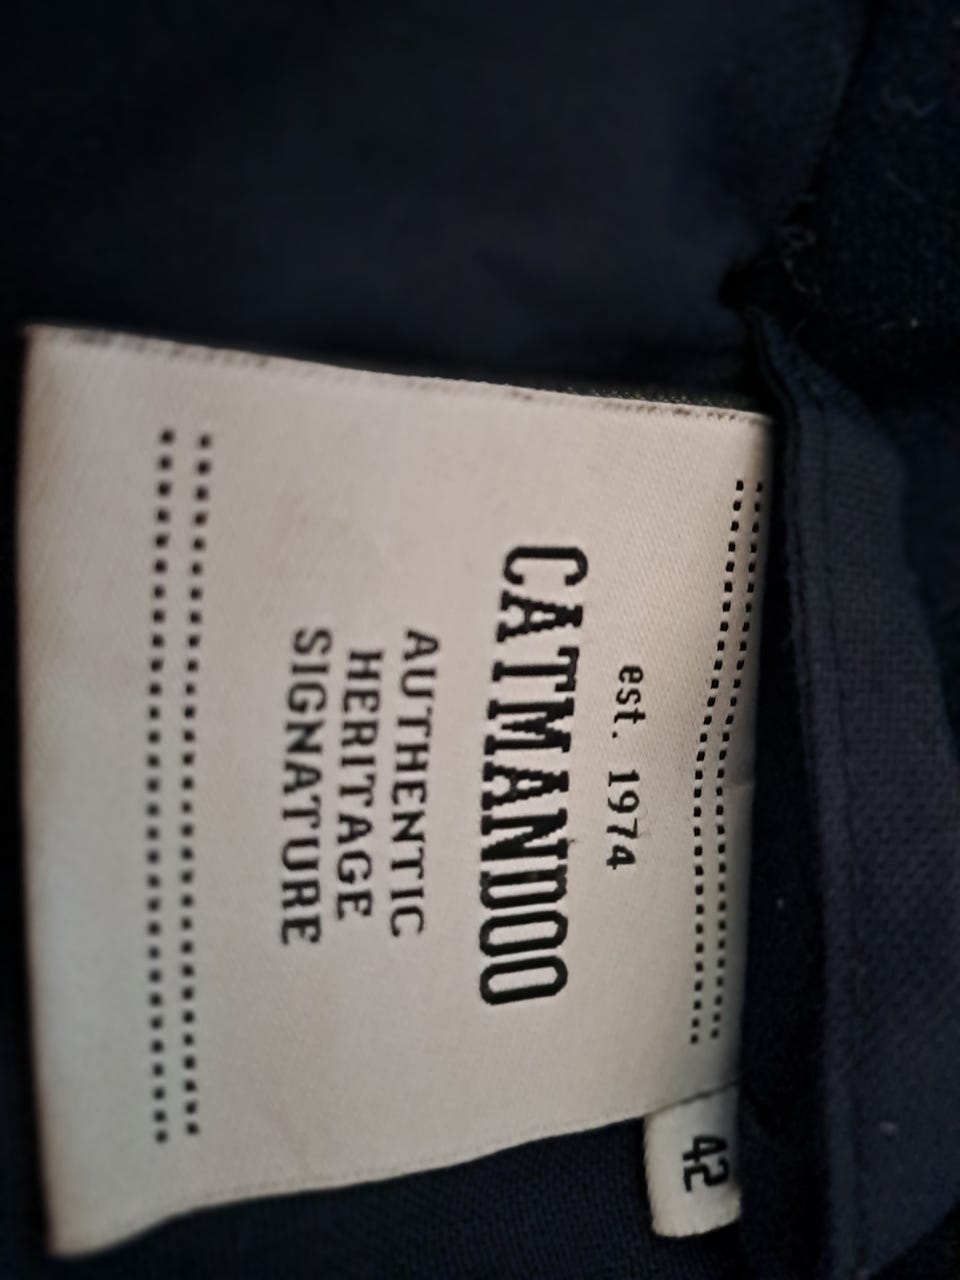 est. 1974
CATMANDOO
AUTHENTIC
HERITAGE
SIGNATURE
42